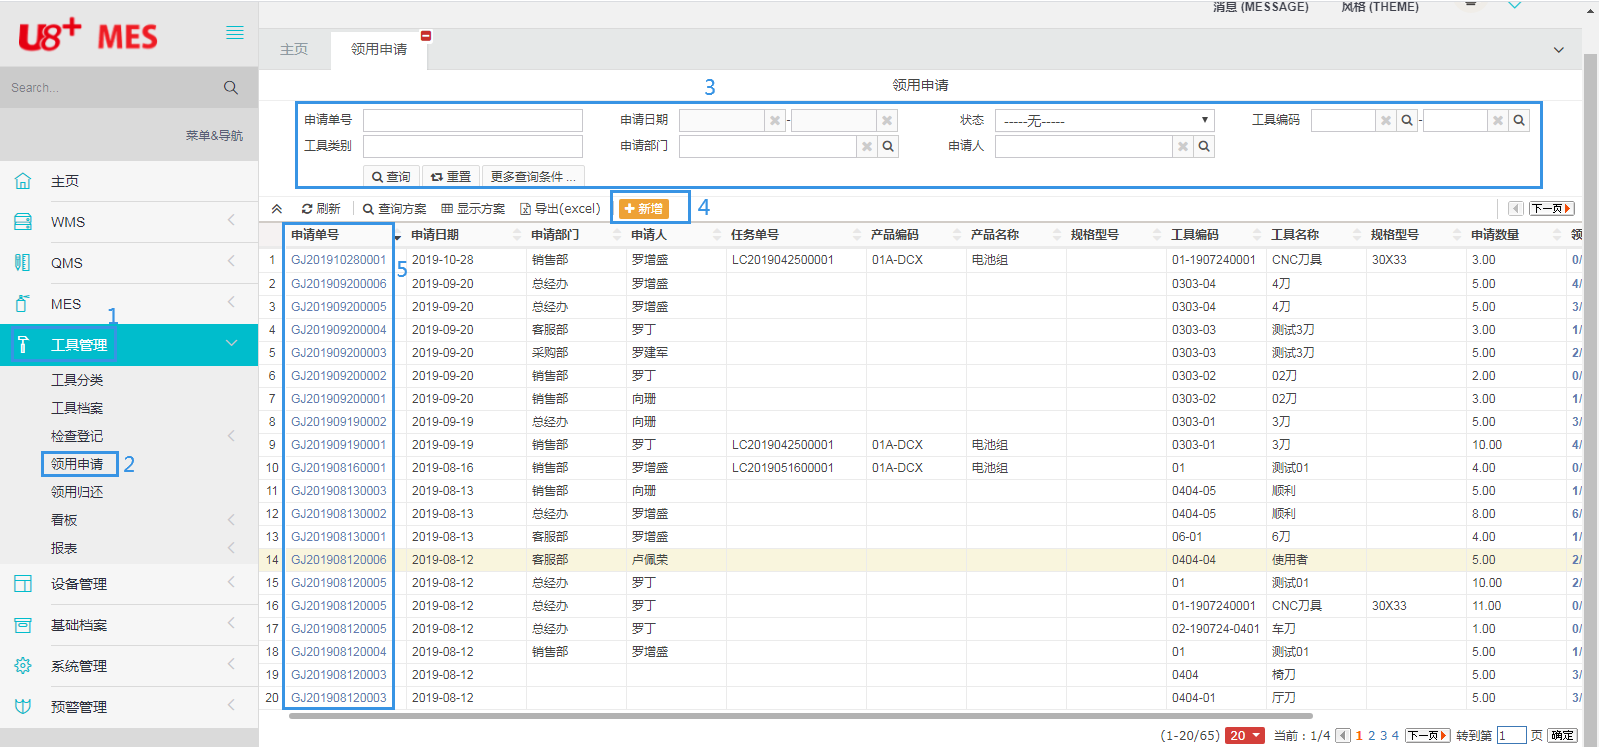 消息 (MESSAGE) 风格 (THEME)
U8+ MES
Search...
菜单&导航
主页
WMS
QMS
MES
1
工具管理
工具分类
工具档案
检查登记
领用申请 2
领用归还
看板
报表
设备管理
基础档案
系统管理
预警管理
主页 领用申请
领用申请
3
申请单号 申请日期 - 状态 -----无----- 工具编码 -
工具类别 申请部门 申请人
查询 重置 更多查询条件 ...
刷新 查询方案 显示方案 导出(excel) 新增 4 下一页
申请单号 申请日期 申请部门 申请人 任务单号 产品编码 产品名称 规格型号 工具编码 工具名称 规格型号 申请数量 领
5
1 GJ201910280001 2019-10-28 销售部 罗增盛 LC2019042500001 01A-DCX 电池组 01-1907240001 CNC刀具 30X33 3.00 0/
2 GJ201909200006 2019-09-20 总经办 罗增盛 0303-04 4刀 5.00 4/
3 GJ201909200005 2019-09-20 总经办 罗增盛 0303-04 4刀 5.00 3/
4 GJ201909200004 2019-09-20 客服部 罗丁 0303-03 测试3刀 3.00 1/
5 GJ201909200003 2019-09-20 采购部 罗建军 0303-03 测试3刀 5.00 2/
6 GJ201909200002 2019-09-20 销售部 罗丁 0303-02 02刀 2.00 0/
7 GJ201909200001 2019-09-20 销售部 向珊 0303-02 02刀 3.00 1/
8 GJ201909190002 2019-09-19 总经办 向珊 0303-01 3刀 5.00 3/
9 GJ201909190001 2019-09-19 销售部 罗丁 LC2019042500001 01A-DCX 电池组 0303-01 3刀 10.00 4/
10 GJ201908160001 2019-08-16 销售部 罗增盛 LC2019051600001 01A-DCX 电池组 01 测试01 4.00 0/
11 GJ201908130003 2019-08-13 销售部 向珊 0404-05 顺利 5.00 1/
12 GJ201908130002 2019-08-13 总经办 罗增盛 0404-05 顺利 8.00 6/
13 GJ201908130001 2019-08-13 客服部 罗增盛 06-01 6刀 4.00 1/
14 GJ201908120006 2019-08-12 客服部 卢佩荣 0404-04 使用者 5.00 2/
15 GJ201908120005 2019-08-12 总经办 罗丁 01 测试01 10.00 2/
16 GJ201908120005 2019-08-12 总经办 罗丁 01-1907240001 CNC刀具 30X33 11.00 0/
17 GJ201908120005 2019-08-12 总经办 罗丁 02-190724-0401 车刀 1.00 0/
18 GJ201908120004 2019-08-12 销售部 罗增盛 01 测试01 5.00 1/
19 GJ201908120003 2019-08-12 0404 椅刀 5.00 3/
20 GJ201908120003 2019-08-12 0404-01 厅刀 5.00 3/
(1-20/65) 20 当前 : 1/4 1 2 3 4 下一页 转到第 1 页 确定